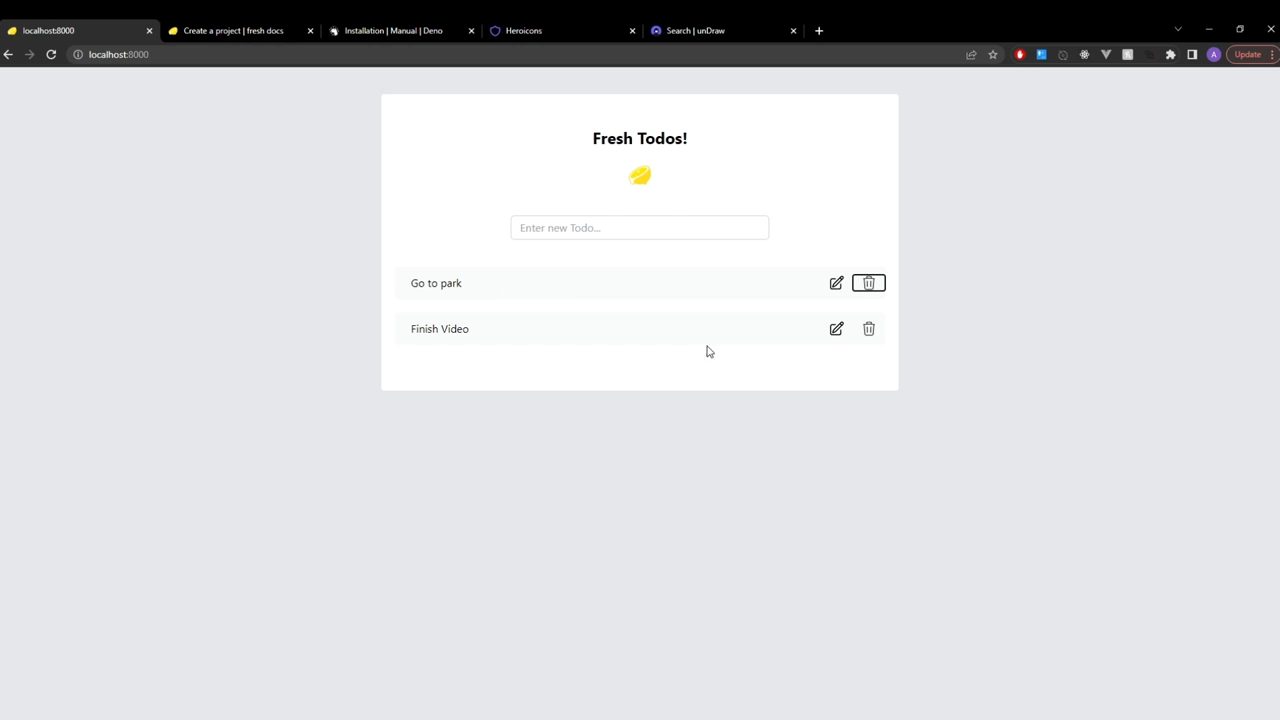 localhost:8000
Create a project | fresh docs
Installation | Manual | Deno
Heroicons
Search | unDraw
localhost:8000
A
Update
Fresh Todos!
Enter new Todo...
Go to park
Finish Video